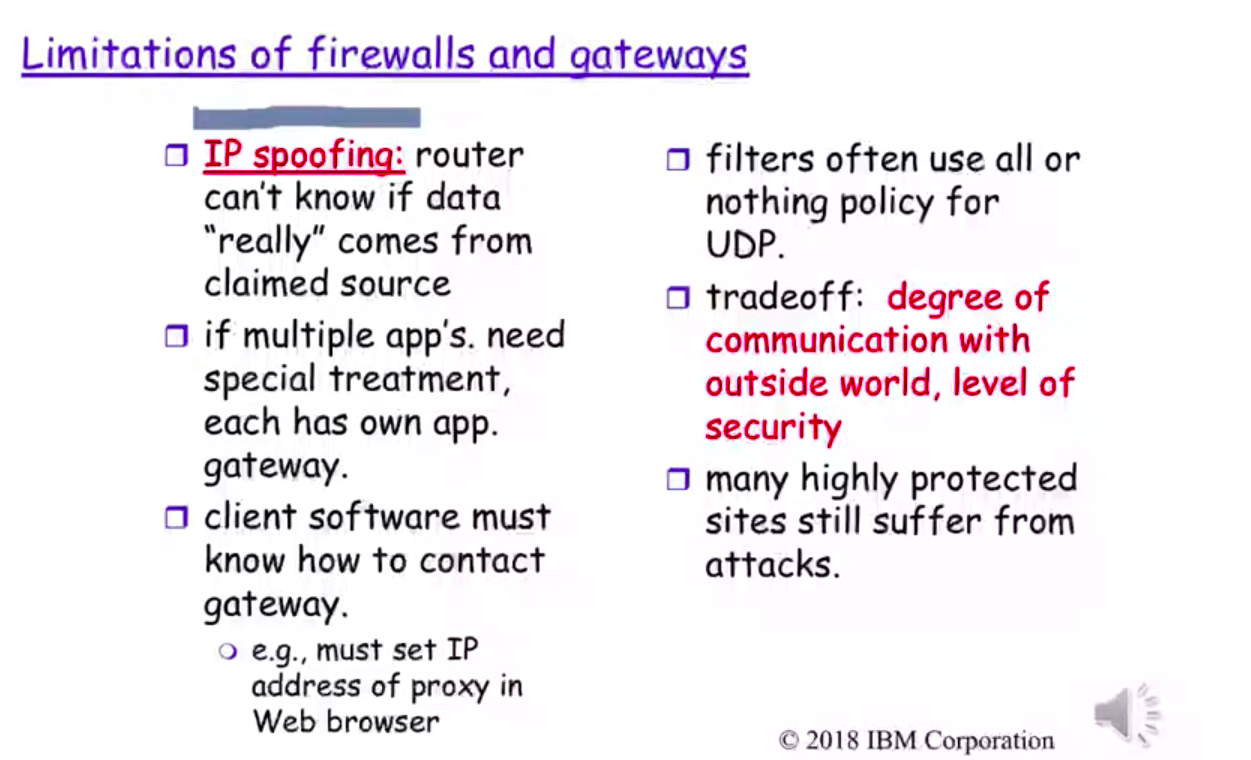 Limitations of firewalls and gateways
IP spoofing: router
can't know if data
"really" comes from
claimed source
if multiple app's. need
special treatment,
each has own app.
gateway.
client software must
know how to contact
gateway.
e.g., must set IP
address of proxy in
Web browser
filters often use all or
nothing policy for
UDP.
tradeoff: degree of
communication with
outside world, level of
security
many highly protected
sites still suffer from
attacks.
© 2018 IBM Corporation